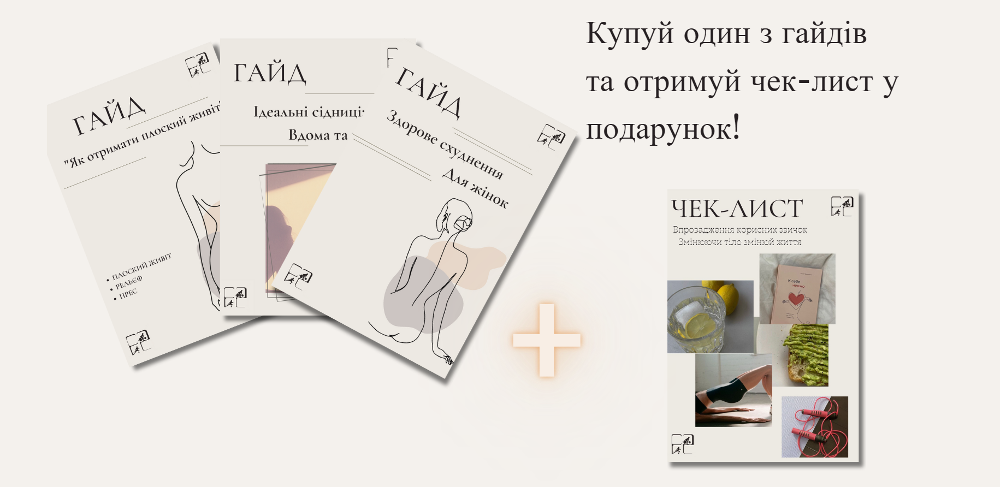 Купуй один з гайдів
та отримуй чек-лист у
подарунок!
ГАЙД
"Як отримати плоский живіт"
ПЛОСКИЙ ЖИВІТ
РЕЛЬЄФ
ПРЕС
ГАЙД
Ідеальні сідниці:
Вдома та
ГАЙД
Здорове схуднення
Для жінок
+
ЧЕК-ЛИСТ
Впровадження корисних звичок
Змінюючи тіло змінюй життя
К себе
нежно